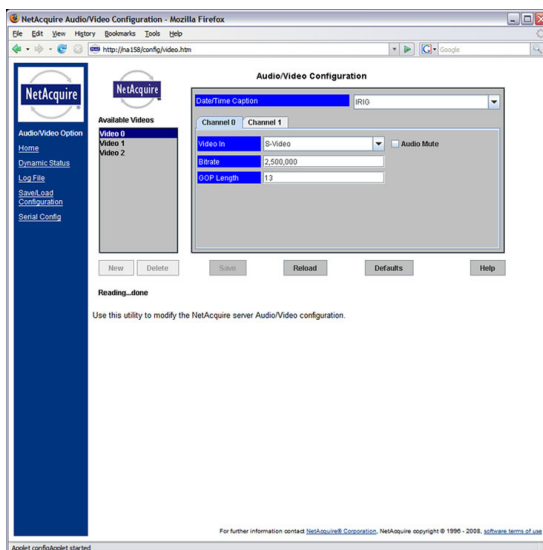 NetAcquire Audio/Video Configuration - Mozilla Firefox
File Edit View History Bookmarks Tools Help
http://na158/config/video.htm
Google
NetAcquire
Audio/Video Option
Home
Dynamic Status
Log File
Save/Load
Configuration
Serial Config
NetAcquire
Audio/Video Configuration
Available Videos
Video 0
Video 1
Video 2
Date/Time Caption
IRIG
Channel 0
Channel 1
Video In
S-Video
Audio Mute
Bitrate
2,500,000
GOP Length
13
New
Delete
Save
Reload
Defaults
Help
Reading...done
Use this utility to modify the NetAcquire server Audio/Video configuration.
For further information contact NetAcquire® Corporation. NetAcquire copyright © 1996 - 2008, software terms of use
Applet configApplet started